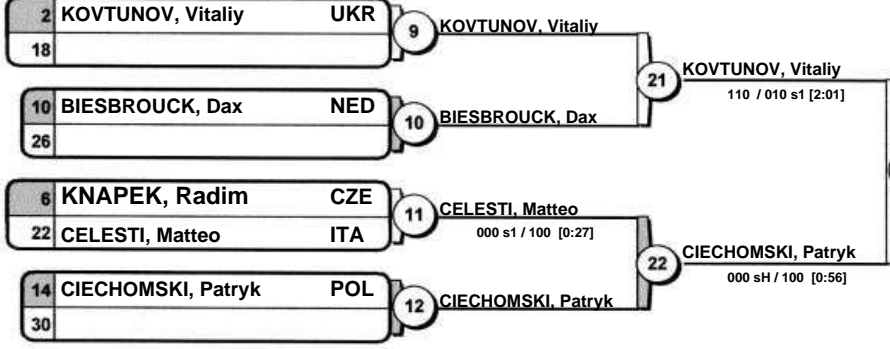 2 KOVTUNOV, Vitaliy UKR
18
9
KOVTUNOV, Vitaliy
21
KOVTUNOV, Vitaliy
110 / 010 s1 [2:01]
10 BIESBROUCK, Dax NED
26
10
BIESBROUCK, Dax
6 KNAPEK, Radim CZE
22 CELESTI, Matteo ITA
11
CELESTI, Matteo
000 s1 / 100 [0:27]
22
CIECHOMSKI, Patryk
000 sH / 100 [0:56]
14 CIECHOMSKI, Patryk POL
30
12
CIECHOMSKI, Patryk